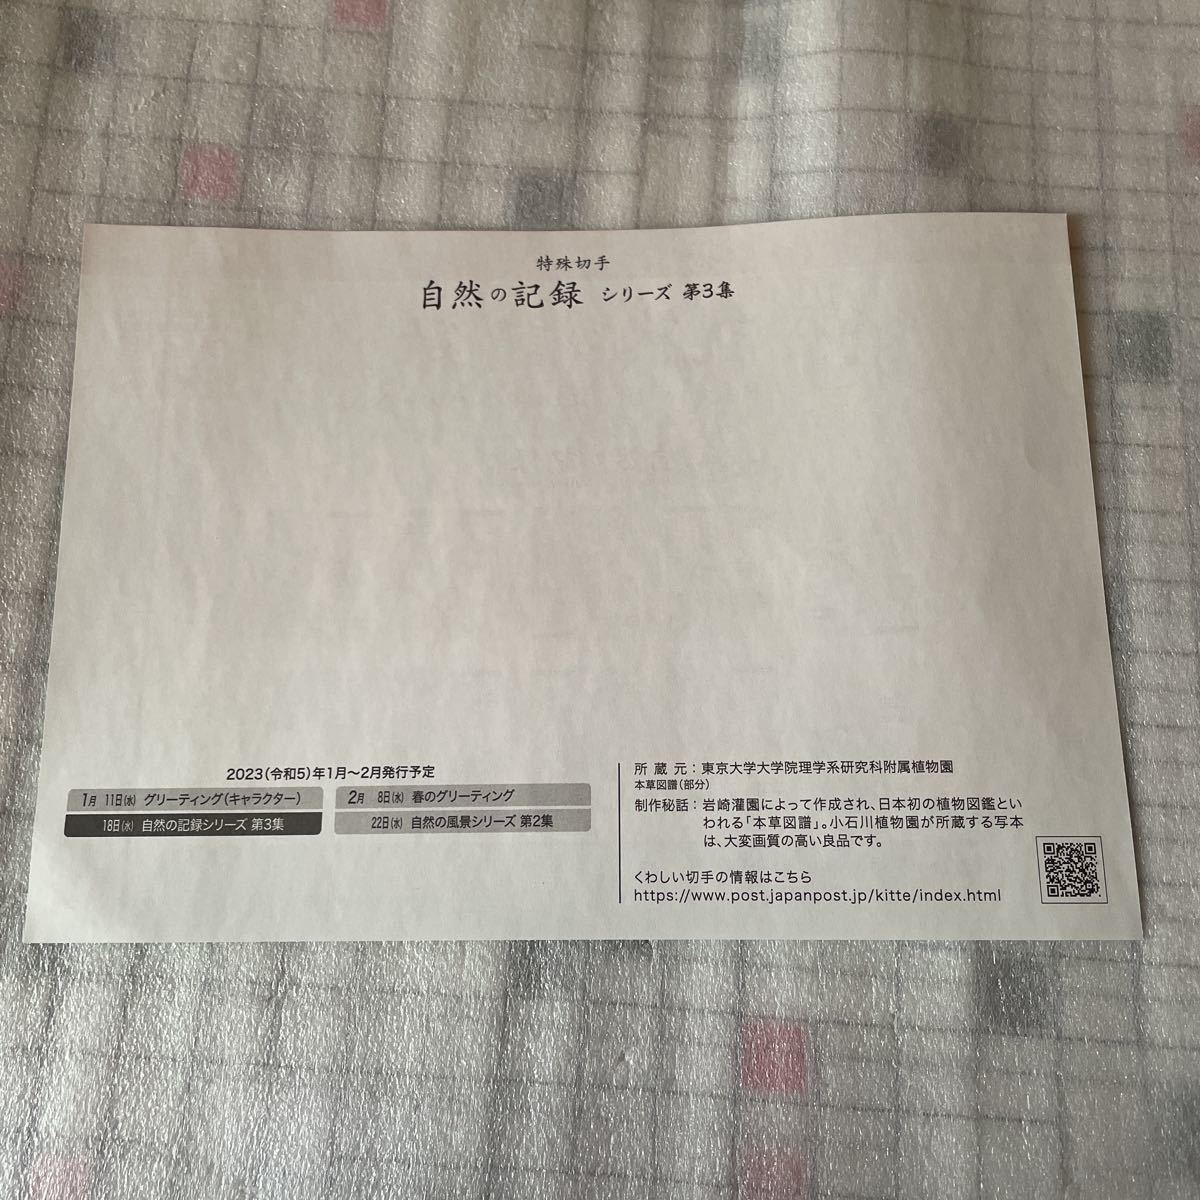 特殊切手
自然の記録 シリーズ 第3集
2023(令和5)年1月〜2月発行予定
1月 11日(水) グリーティング(キャラクター)
18日(水) 自然の記録シリーズ 第3集
2月 8日(水) 春のグリーティング
22日(水) 自然の風景シリーズ 第2集
所蔵元:東京大学大学院理学系研究科附属植物園
本草図譜(部分)
制作秘話:岩崎灌園によって作成され、日本初の植物図鑑とい
われる「本草図譜」。小石川植物園が所蔵する写本
は、大変画質の高い良品です。
くわしい切手の情報はこちら
https://www.post.japanpost.jp/kitte/index.html